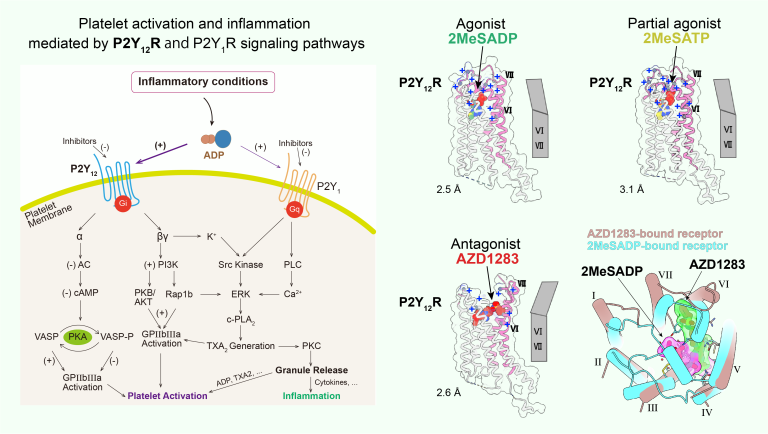 Platelet activation and inflammation
mediated by P2Y₁₂R and P2Y₁R signaling pathways
Inflammatory conditions
Inhibitors
(-)
(+)
ADP
(+)
Inhibitors
(-)
P2Y₁₂
P2Y₁
Gi
Gq
Platelet
Membrane
α
βγ
K⁺
(-) AC
(+) PI3K
Src Kinase
PLC
(-) cAMP
PKB/
AKT
Rap1b
ERK
Ca²⁺
(+)
c-PLA₂
VASP
PKA
VASP-P
GPIIbIIIa
Activation
TXA₂ Generation
PKC
(+)
(-)
GPIIbIIIa
Activation
ADP, TXA2, ...
Granule Release
Cytokines, ...
Platelet Activation
Inflammation
Agonist
2MeSADP
P2Y₁₂R
VII
VI
VI
VII
2.5 Å
Partial agonist
2MeSATP
P2Y₁₂R
VII
VI
VI
VII
3.1 Å
Antagonist
AZD1283
P2Y₁₂R
VII
VI
VI
VII
2.6 Å
AZD1283-bound receptor
2MeSADP-bound receptor
2MeSADP
AZD1283
VII
VI
I
II
V
III
IV